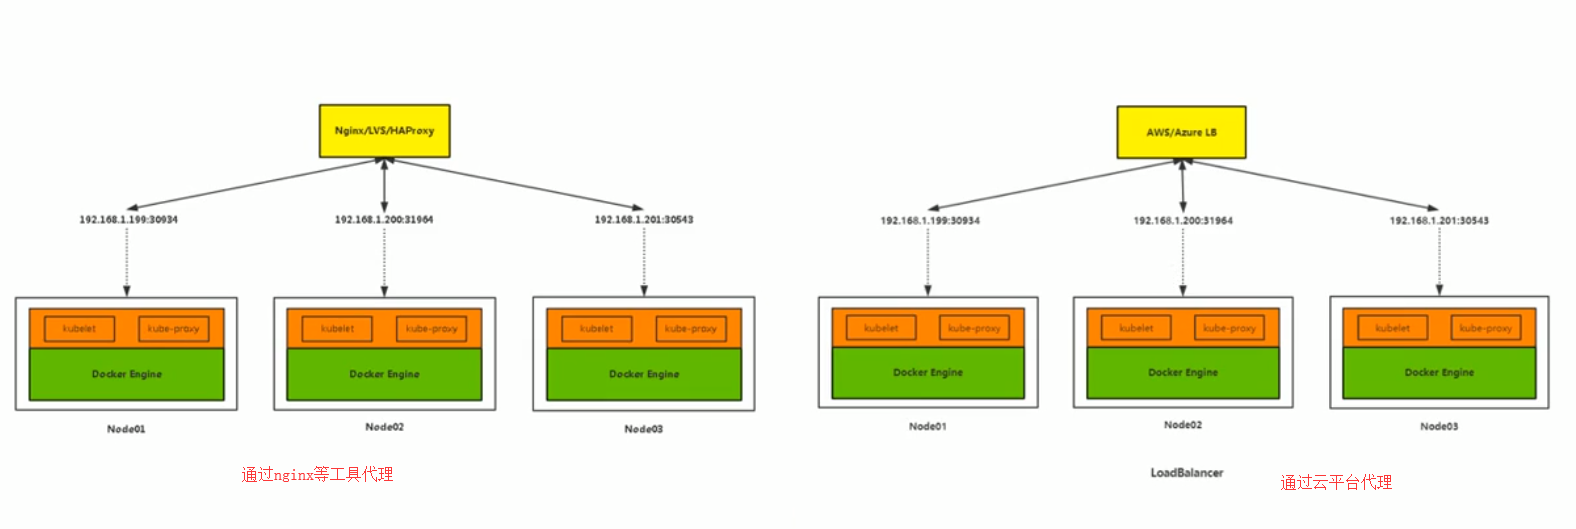 Nginx/LVS/HAProxy
192.168.1.199:30934
192.168.1.200:31964
192.168.1.201:30543
kubelet
kube-proxy
Docker Engine
Node01
kubelet
kube-proxy
Docker Engine
Node02
kubelet
kube-proxy
Docker Engine
Node03
通过nginx等工具代理
AWS/Azure LB
192.168.1.199:30934
192.168.1.200:31964
192.168.1.201:30543
kubelet
kube-proxy
Docker Engine
Node01
kubelet
kube-proxy
Docker Engine
Node02
kubelet
kube-proxy
Docker Engine
Node03
LoadBalancer
通过云平台代理